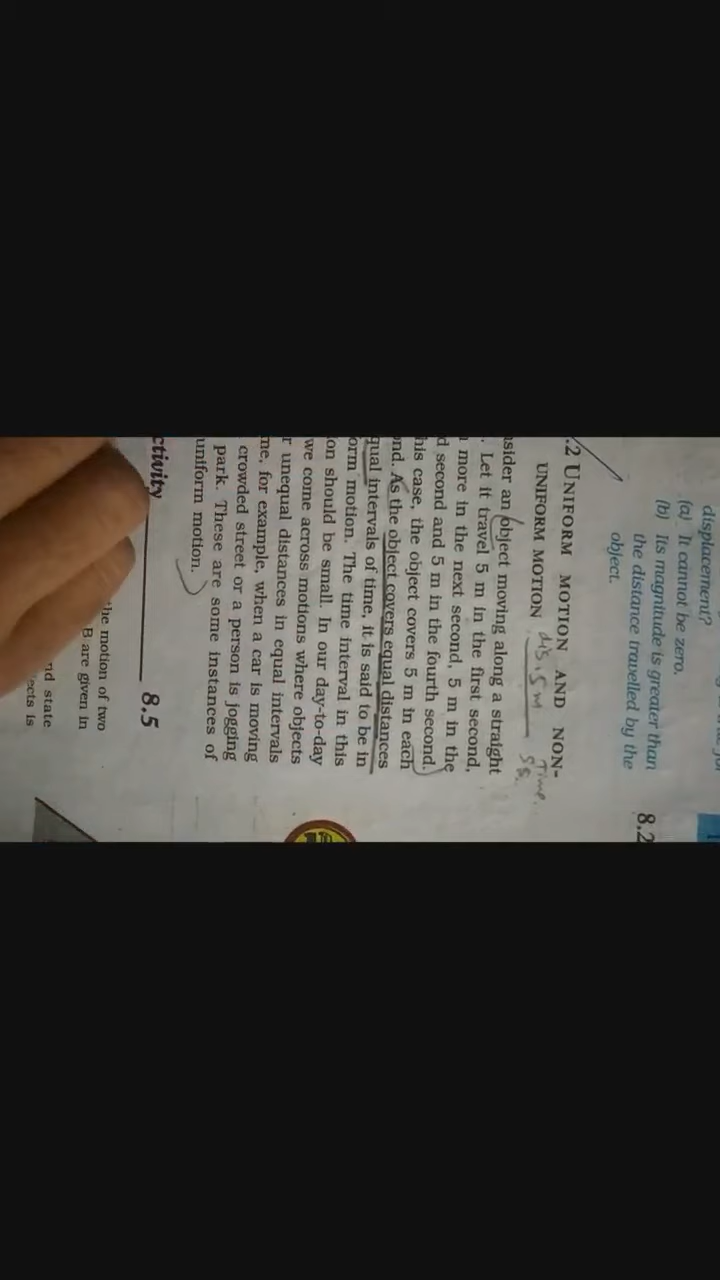 displacement?
(a) It cannot be zero.
(b) Its magnitude is greater than
the distance travelled by the
object.
8.2
.2 UNIFORM MOTION AND NON-
UNIFORM MOTION
dis. 5m
Time
sider an object moving along a straight
. Let it travel 5 m in the first second,
more in the next second, 5 m in the
d second and 5 m in the fourth second.
his case, the object covers 5 m in each
nd. As the object covers equal distances
qual intervals of time, it is said to be in
orm motion. The time interval in this
ion should be small. In our day-to-day
we come across motions where objects
r unequal distances in equal intervals
me, for example, when a car is moving
crowded street or a person is jogging
park. These are some instances of
uniform motion.
ctivity 8.5
he motion of two
B are given in
nd state
ects is